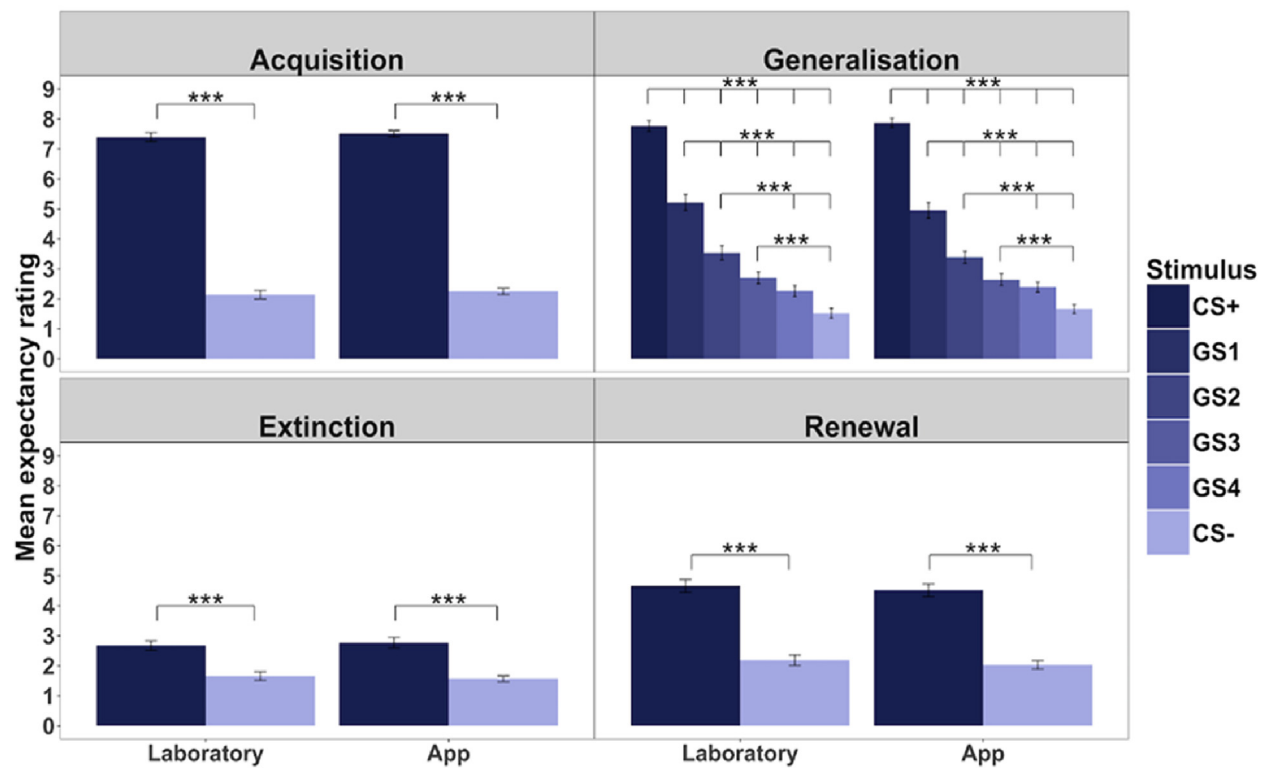 Acquisition
Generalisation
9
8
7
6
5
4
3
2
1
0
***
***
***
***
***
***
***
***
***
***
Mean expectancy rating
Extinction
Renewal
9
8
7
6
5
4
3
2
1
0
***
***
***
***
Laboratory
App
Laboratory
App
Stimulus
CS+
GS1
GS2
GS3
GS4
CS-